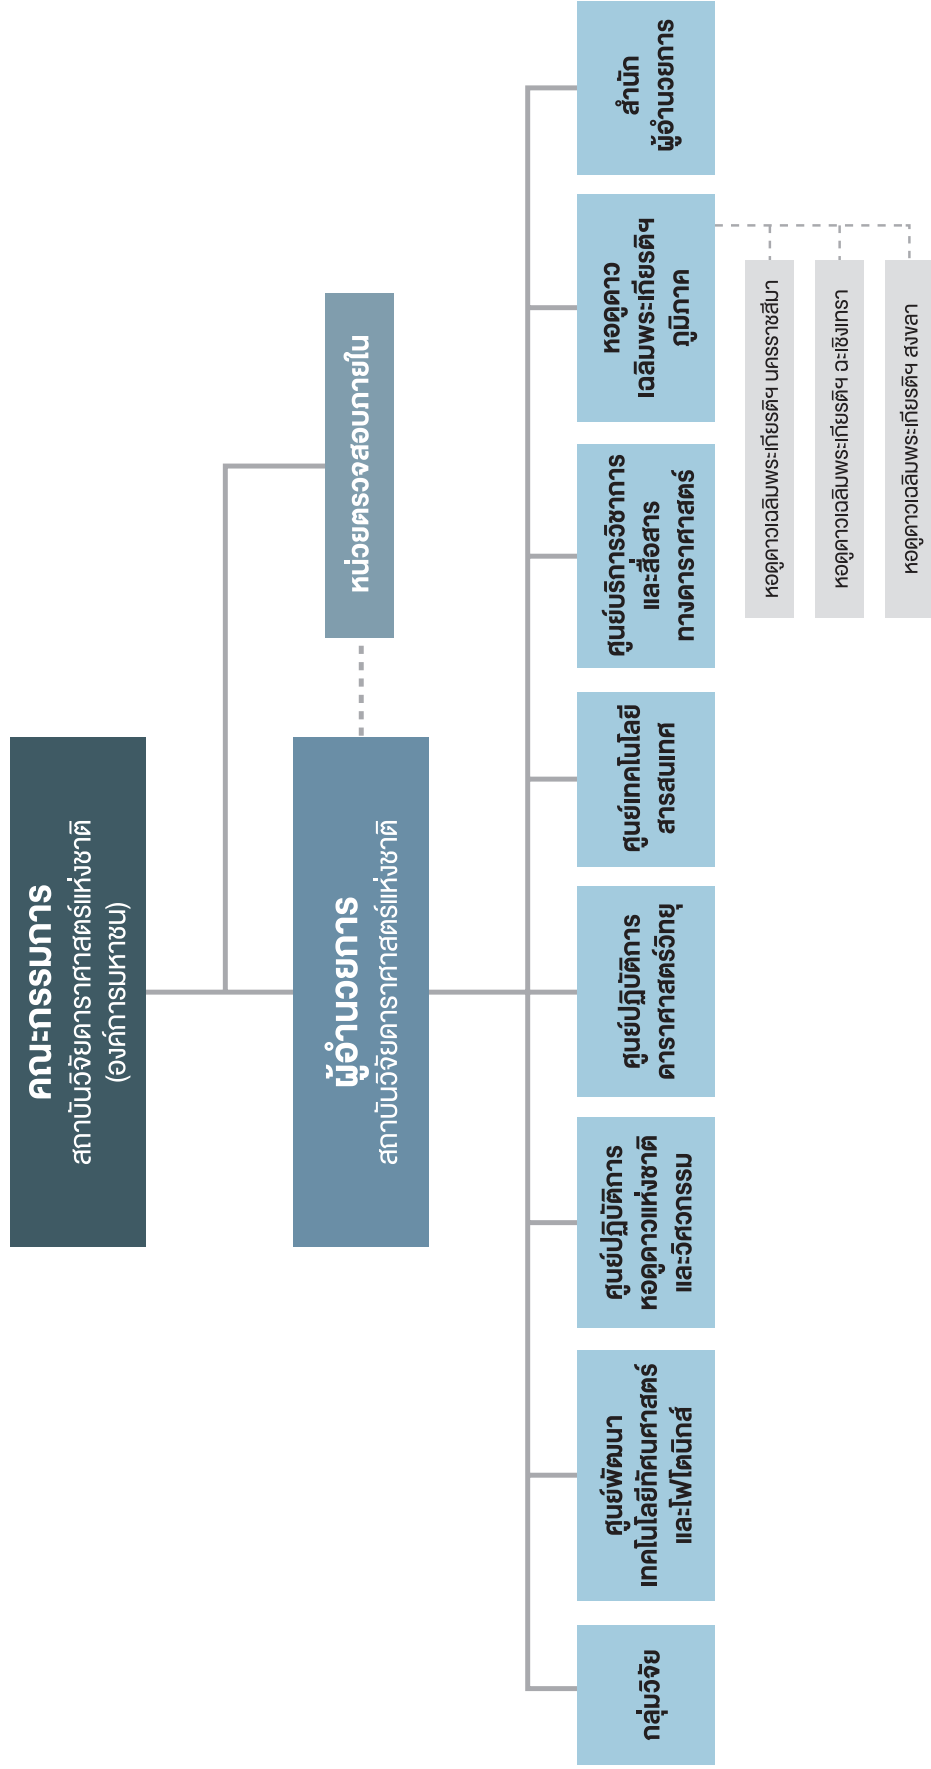 คณะกรรมการ
สถาบันวิจัยดาราศาสตร์แห่งชาติ
(องค์การมหาชน)
หน่วยตรวจสอบภายใน
ผู้อำนวยการ
สถาบันวิจัยดาราศาสตร์แห่งชาติ
กลุ่มวิจัย
ศูนย์พัฒนา
เทคโนโลยีทัศนศาสตร์
และโฟโตนิกส์
ศูนย์ปฏิบัติการ
หอดูดาวแห่งชาติ
และวิศวกรรม
ศูนย์ปฏิบัติการ
ดาราศาสตร์วิทยุ
ศูนย์เทคโนโลยี
สารสนเทศ
ศูนย์บริการวิชาการ
และสื่อสาร
ทางดาราศาสตร์
หอดูดาว
เฉลิมพระเกียรติฯ
ภูมิภาค
สำนัก
ผู้อำนวยการ
หอดูดาวเฉลิมพระเกียรติฯ นครราชสีมา
หอดูดาวเฉลิมพระเกียรติฯ ฉะเชิงเทรา
หอดูดาวเฉลิมพระเกียรติฯ สงขลา